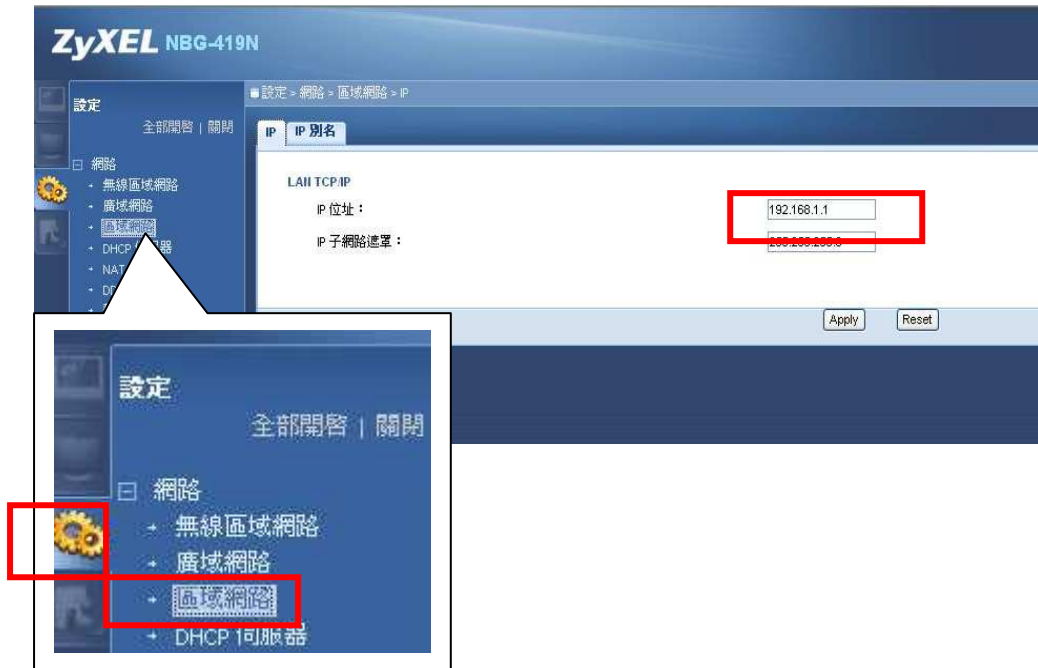 ZyXEL NBG-419N
設定 > 網路 > 區域網路 > IP
設定
全部開啓 | 關閉
網路
無線區域網路
廣域網路
區域網路
DHCP
NAT
IP
IP 別名
LAN TCP/IP
IP 位址：
192.168.1.1
IP 子網路遮罩：
Apply
Reset
設定
全部開啓 | 關閉
網路
無線區域網路
廣域網路
區域網路
DHCP 伺服器